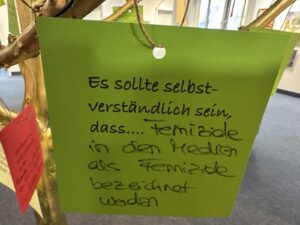 Es sollte selbst-
verständlich sein,
dass.... Femizide
in den Medien
als Femizide
bezeichnet
werden